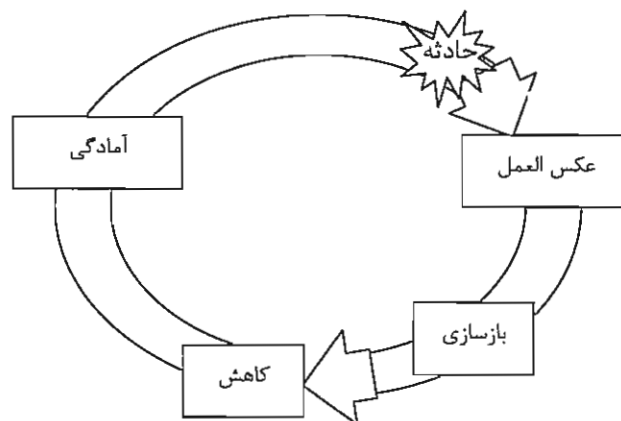 حادثه
آمادگی
عکس العمل
بازسازی
کاهش